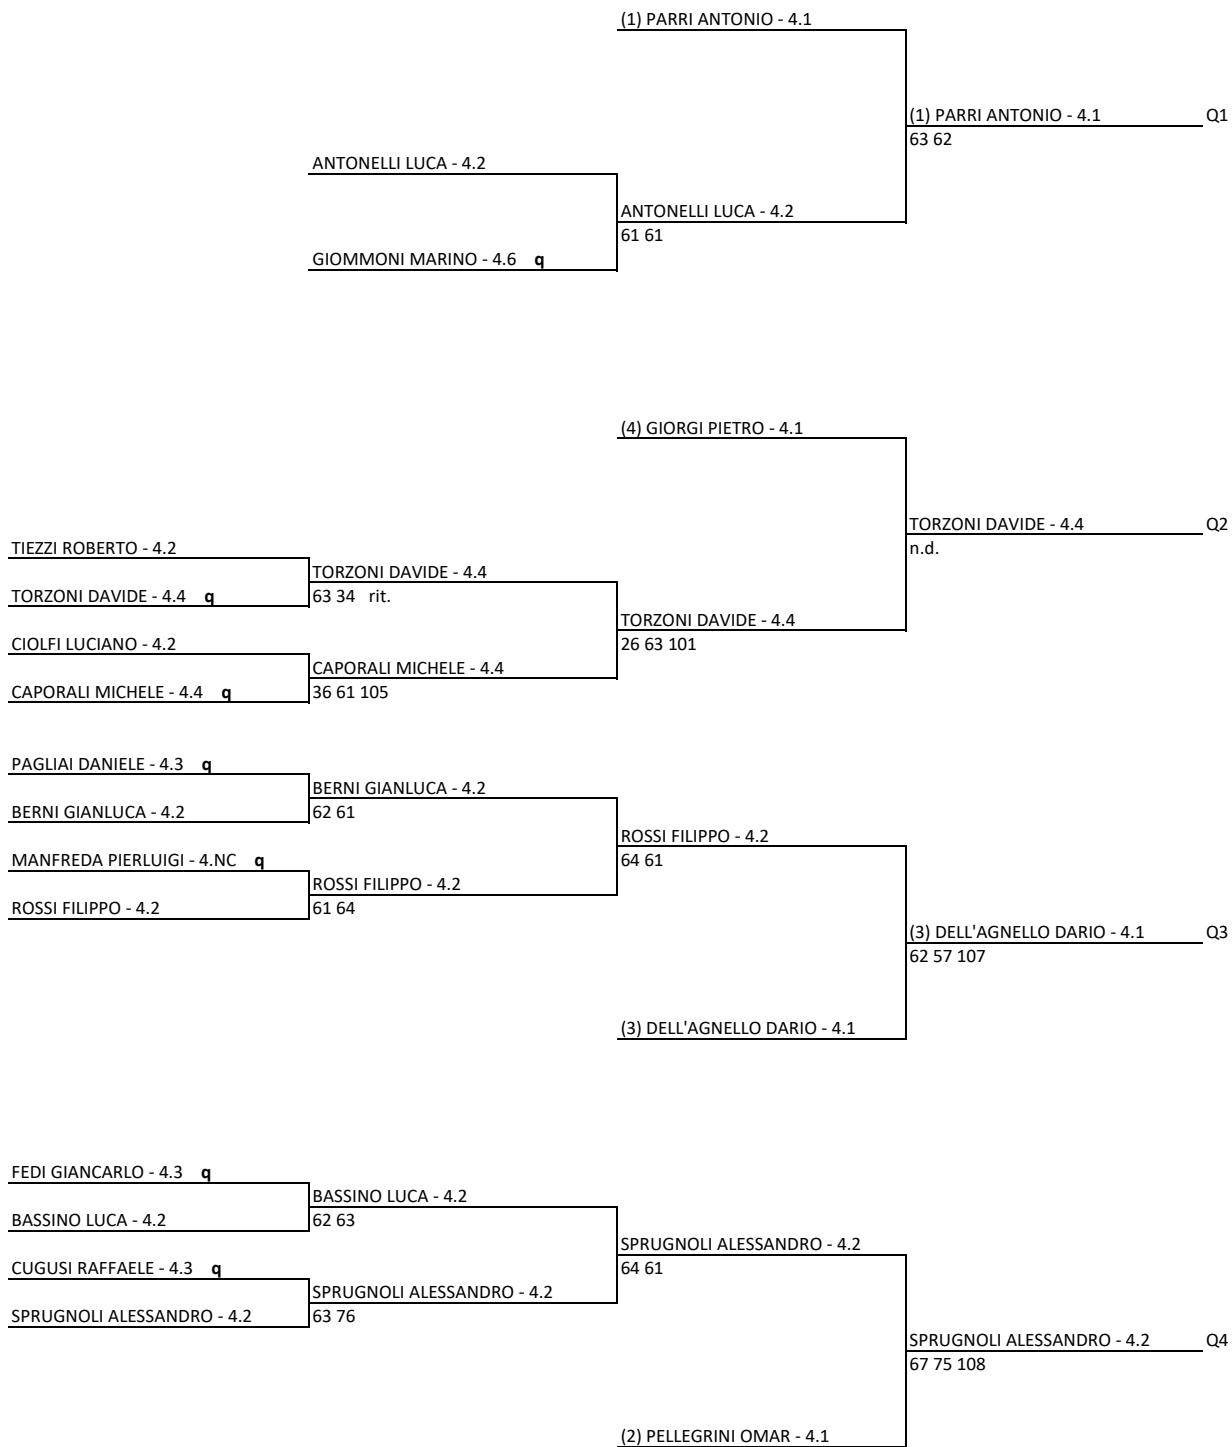 (1) PARRI ANTONIO - 4.1
(1) PARRI ANTONIO - 4.1 Q1
63 62
ANTONELLI LUCA - 4.2
ANTONELLI LUCA - 4.2
61 61
GIOMMONI MARINO - 4.6 q
(4) GIORGI PIETRO - 4.1
TORZONI DAVIDE - 4.4 Q2
n.d.
TIEZZI ROBERTO - 4.2
TORZONI DAVIDE - 4.4
TORZONI DAVIDE - 4.4 q
63 34 rit.
TORZONI DAVIDE - 4.4
26 63 101
CIOLFI LUCIANO - 4.2
CAPORALI MICHELE - 4.4
CAPORALI MICHELE - 4.4 q
36 61 105
PAGLIAI DANIELE - 4.3 q
BERNI GIANLUCA - 4.2
BERNI GIANLUCA - 4.2
62 61
ROSSI FILIPPO - 4.2
64 61
MANFREDA PIERLUIGI - 4.NC q
ROSSI FILIPPO - 4.2
ROSSI FILIPPO - 4.2
61 64
(3) DELL'AGNELLO DARIO - 4.1 Q3
62 57 107
(3) DELL'AGNELLO DARIO - 4.1
FEDI GIANCARLO - 4.3 q
BASSINO LUCA - 4.2
BASSINO LUCA - 4.2
62 63
SPRUGNOLI ALESSANDRO - 4.2
64 61
CUGUSI RAFFAELE - 4.3 q
SPRUGNOLI ALESSANDRO - 4.2
SPRUGNOLI ALESSANDRO - 4.2
63 76
SPRUGNOLI ALESSANDRO - 4.2 Q4
67 75 108
(2) PELLEGRINI OMAR - 4.1